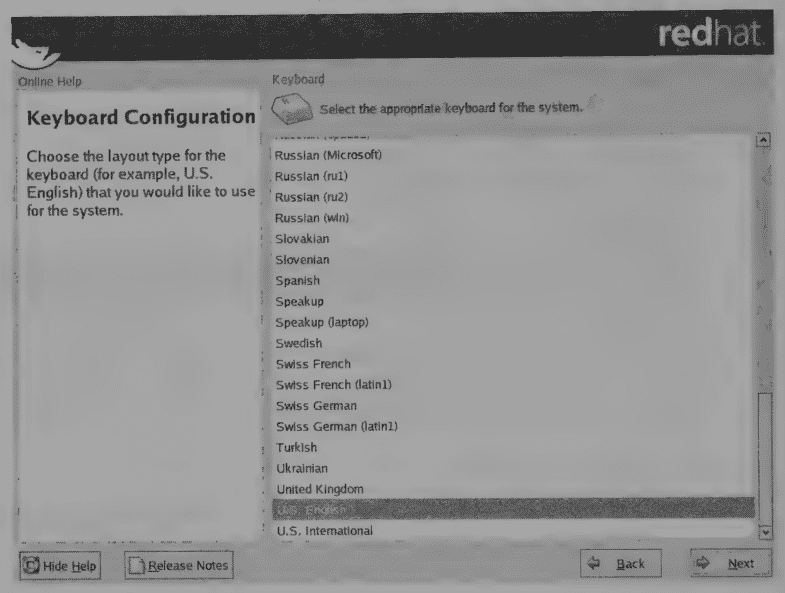 redhat.
Online Help
Keyboard Configuration
Choose the layout type for the
keyboard (for example, U.S.
English) that you would like to use
for the system.
Keyboard
Select the appropriate keyboard for the system.
Russian (Microsoft)
Russian (ru1)
Russian (ru2)
Russian (win)
Slovakian
Slovenian
Spanish
Speakup
Speakup (laptop)
Swedish
Swiss French
Swiss French (latin1)
Swiss German
Swiss German (latin1)
Turkish
Ukrainian
United Kingdom
U.S. English
U.S. International
Hide Help
Release Notes
Back
Next